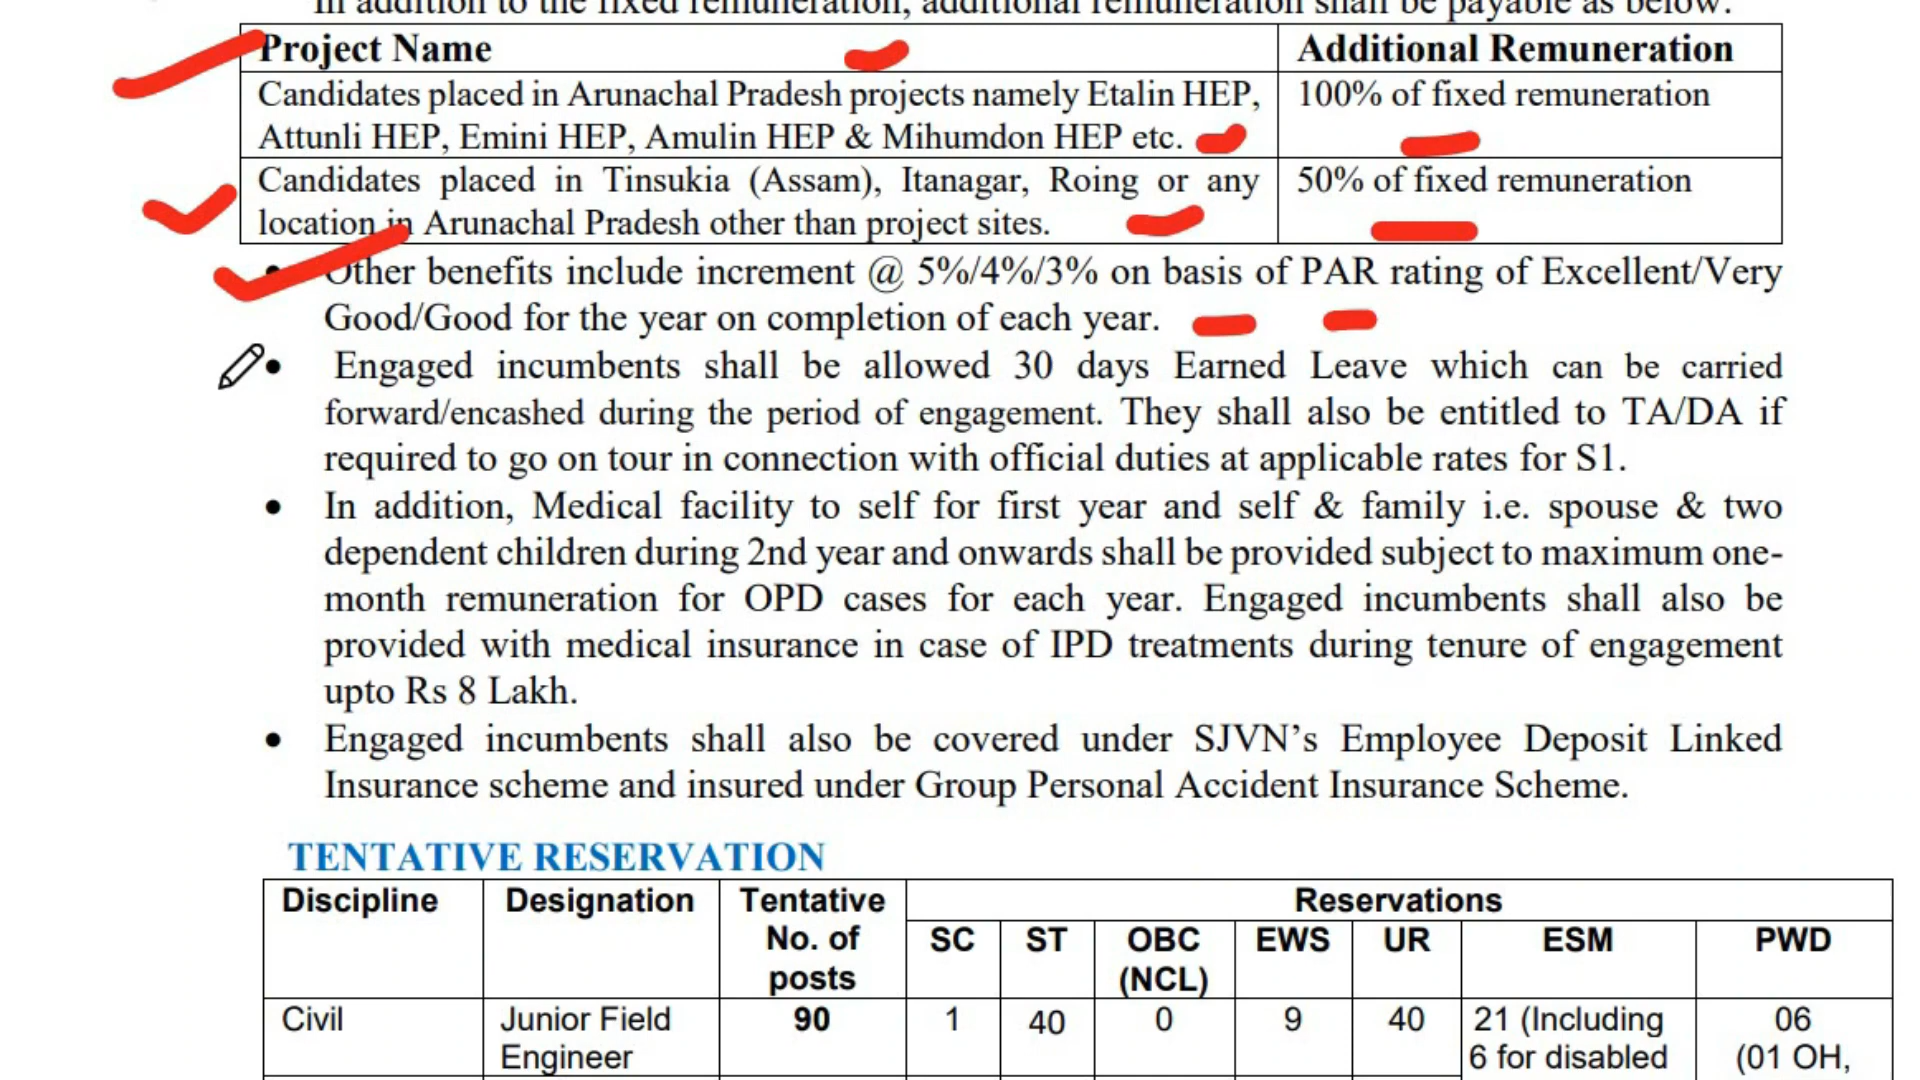 In addition to the fixed remuneration, additional remuneration shall be payable as below:
Project Name Additional Remuneration
Candidates placed in Arunachal Pradesh projects namely Etalin HEP, 100% of fixed remuneration
Attunli HEP, Emini HEP, Amulin HEP & Mihumdon HEP etc.
Candidates placed in Tinsukia (Assam), Itanagar, Roing or any 50% of fixed remuneration
location in Arunachal Pradesh other than project sites.
• Other benefits include increment @ 5%/4%/3% on basis of PAR rating of Excellent/Very
Good/Good for the year on completion of each year.
• Engaged incumbents shall be allowed 30 days Earned Leave which can be carried
forward/encashed during the period of engagement. They shall also be entitled to TA/DA if
required to go on tour in connection with official duties at applicable rates for S1.
• In addition, Medical facility to self for first year and self & family i.e. spouse & two
dependent children during 2nd year and onwards shall be provided subject to maximum one-
month remuneration for OPD cases for each year. Engaged incumbents shall also be
provided with medical insurance in case of IPD treatments during tenure of engagement
upto Rs 8 Lakh.
• Engaged incumbents shall also be covered under SJVN's Employee Deposit Linked
Insurance scheme and insured under Group Personal Accident Insurance Scheme.
TENTATIVE RESERVATION
Discipline Designation Tentative Reservations
No. of SC ST OBC EWS UR ESM PWD
posts (NCL)
Civil Junior Field 90 1 40 0 9 40 21 (Including 06
Engineer 6 for disabled (01 OH,